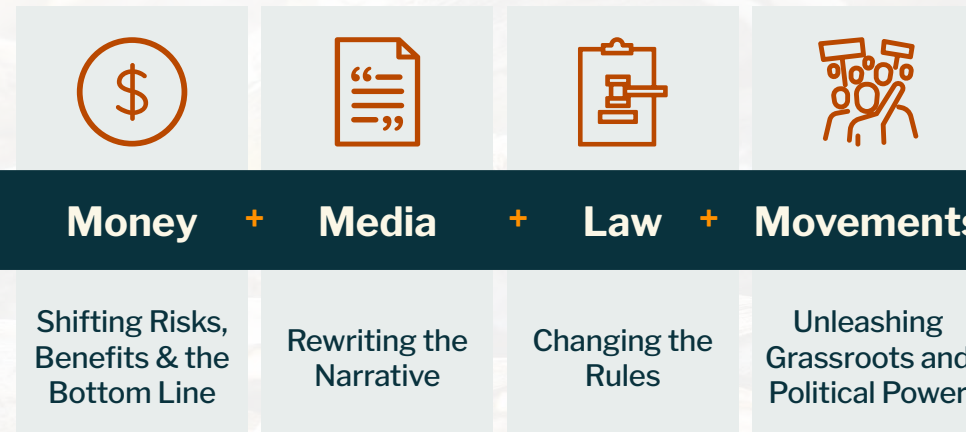 $
“
”
Money + Media + Law + Movements
Shifting Risks,
Benefits & the
Bottom Line
Rewriting the
Narrative
Changing the
Rules
Unleashing
Grassroots and
Political Power